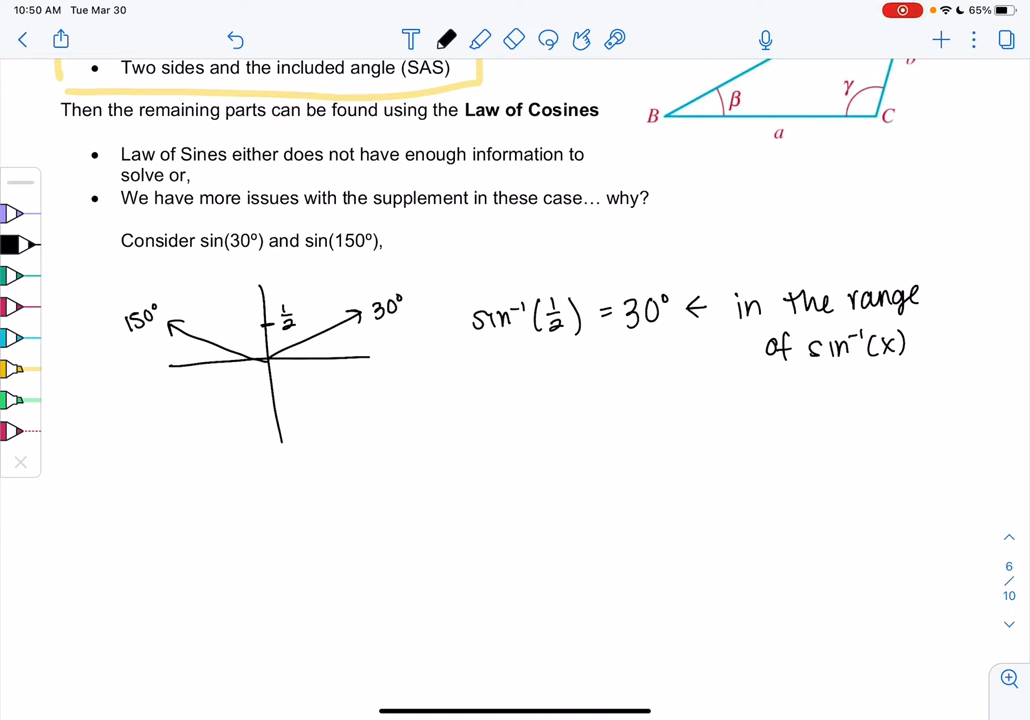 10:50 AM Tue Mar 30
65%
• Two sides and the included angle (SAS)
Then the remaining parts can be found using the Law of Cosines
B β γ C
a
• Law of Sines either does not have enough information to
solve or,
• We have more issues with the supplement in these case... why?
Consider sin(30º) and sin(150º),
150°
1/2
30°
sin⁻¹(1/2) = 30° ← in the range
of sin⁻¹(x)
6
/
10